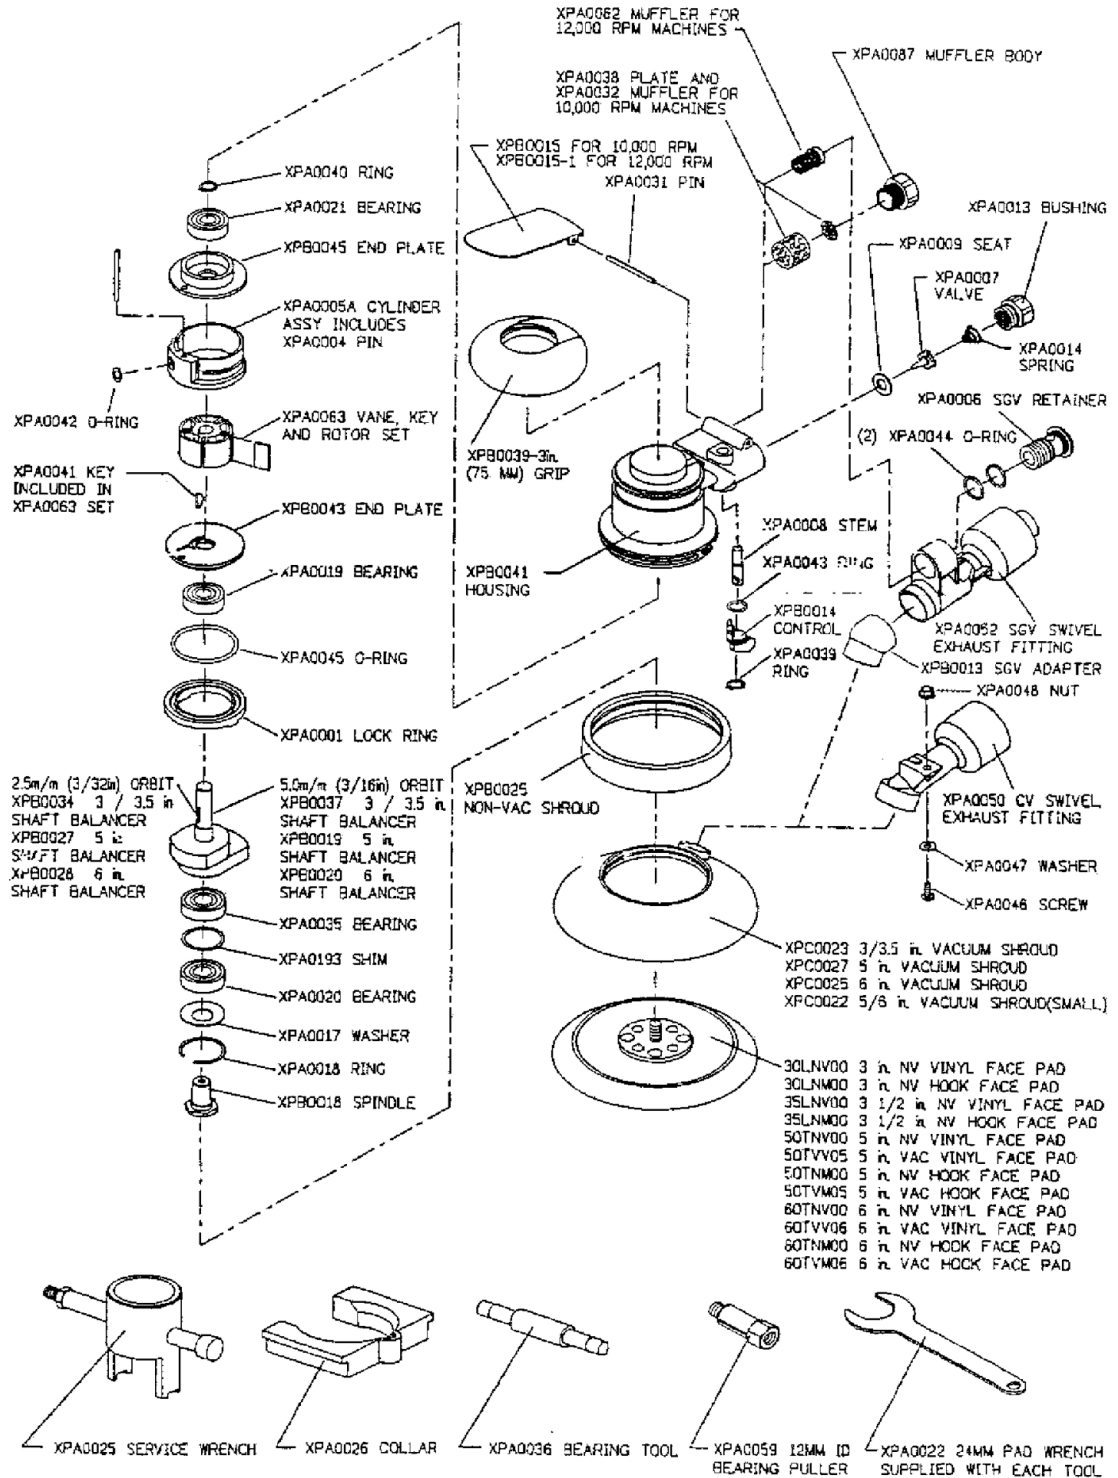 XPA0062 MUFFLER FOR
12,000 RPM MACHINES
XPA0087 MUFFLER BODY
XPA0038 PLATE AND
XPA0032 MUFFLER FOR
10,000 RPM MACHINES
XPB0015 FOR 10,000 RPM
XPB0015-1 FOR 12,000 RPM
XPA0031 PIN
XPA0040 RING
XPA0021 BEARING
XPA0013 BUSHING
XPA0009 SEAT
XPB0045 END PLATE
XPA0007
VALVE
XPA0005A CYLINDER
ASSY INCLUDES
XPA0004 PIN
XPA0014
SPRING
XPA0006 SGV RETAINER
XPA0042 O-RING
XPA0063 VANE, KEY
AND ROTOR SET
(2) XPA0044 O-RING
XPB0039-3in.
(75 MM) GRIP
XPA0041 KEY
INCLUDED IN
XPA0063 SET
XPB0043 END PLATE
XPA0008 STEM
XPA0019 BEARING
XPB0041
HOUSING
XPA0043 RING
XPB0014
CONTROL
XPA0052 SGV SWIVEL
EXHAUST FITTING
XPA0045 O-RING
XPA0039
RING
XPB0013 SGV ADAPTER
XPA0048 NUT
XPA0001 LOCK RING
2.5m/m (3/32in) ORBIT
XPB0034 3 / 3.5 in
SHAFT BALANCER
XPB0027 5 in
SHAFT BALANCER
XPB0028 6 in.
SHAFT BALANCER
5.0m/m (3/16in) ORBIT
XPB0037 3 / 3.5 in.
SHAFT BALANCER
XPB0019 5 in.
SHAFT BALANCER
XPB0020 6 in.
SHAFT BALANCER
XPB0025
NON-VAC SHROUD
XPA0050 CV SWIVEL
EXHAUST FITTING
XPA0047 WASHER
XPA0046 SCREW
XPA0035 BEARING
XPA0193 SHIM
XPA0020 BEARING
XPA0017 WASHER
XPA0018 RING
XPB0018 SPINDLE
XPC0023 3/3.5 in. VACUUM SHROUD
XPC0027 5 in. VACUUM SHROUD
XPC0025 6 in. VACUUM SHROUD
XPC0022 5/6 in. VACUUM SHROUD(SMALL)
30LNV00 3 in. NV VINYL FACE PAD
30LNM00 3 in. NV HOOK FACE PAD
35LNV00 3 1/2 in. NV VINYL FACE PAD
35LNM00 3 1/2 in. NV HOOK FACE PAD
50TNV00 5 in. NV VINYL FACE PAD
50TVV05 5 in. VAC VINYL FACE PAD
50TNM00 5 in. NV HOOK FACE PAD
50TVM05 5 in. VAC HOOK FACE PAD
60TNV00 6 in. NV VINYL FACE PAD
60TVV06 6 in. VAC VINYL FACE PAD
60TNM00 6 in. NV HOOK FACE PAD
60TVM06 6 in. VAC HOOK FACE PAD
XPA0025 SERVICE WRENCH
XPA0026 COLLAR
XPA0036 BEARING TOOL
XPA0059 12MM ID
BEARING PULLER
XPA0022 24MM PAD WRENCH
SUPPLIED WITH EACH TOOL